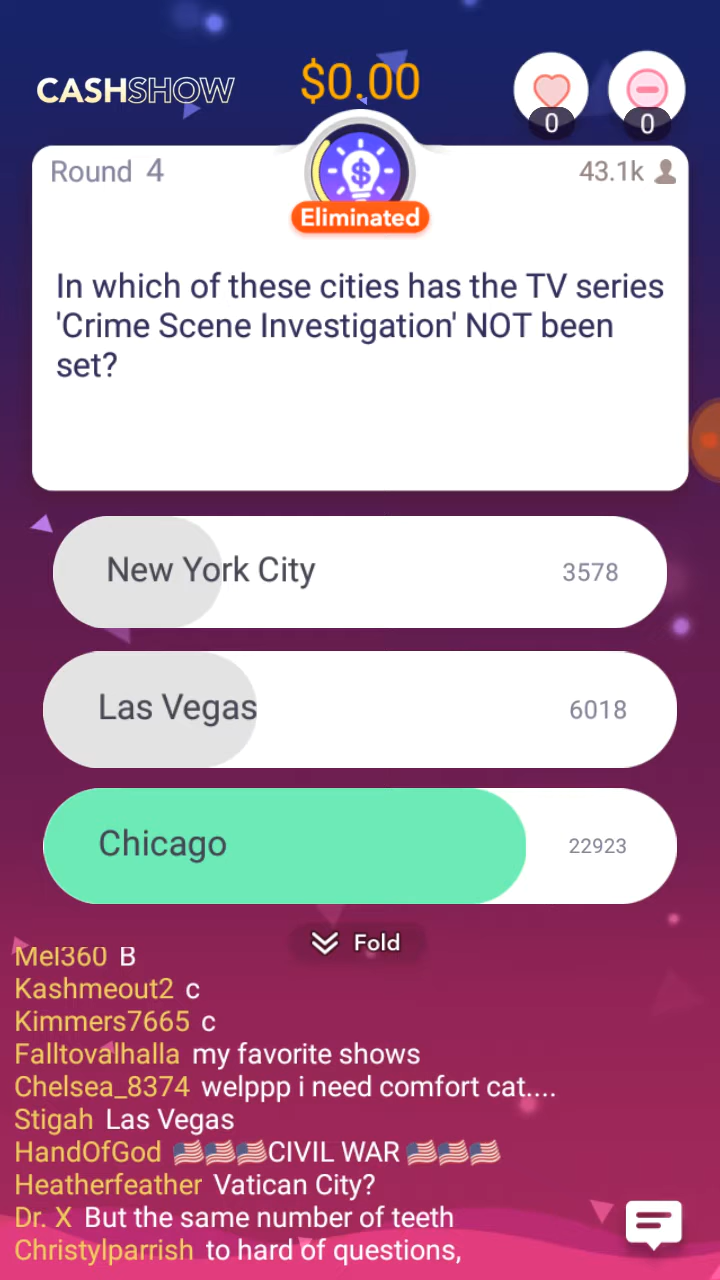 CASHSHOW
$0.00
0
0
Round 4
43.1k
$
Eliminated
In which of these cities has the TV series
'Crime Scene Investigation' NOT been
set?
New York City
3578
Las Vegas
6018
Chicago
22923
Fold
Mel360 B
Kashmeout2 c
Kimmers7665 c
Falltovalhalla my favorite shows
Chelsea_8374 welppp i need comfort cat....
Stigah Las Vegas
HandOfGod 🇺🇸🇺🇸🇺🇸CIVIL WAR 🇺🇸🇺🇸🇺🇸
Heatherfeather Vatican City?
Dr. X But the same number of teeth
Christylparrish to hard of questions,